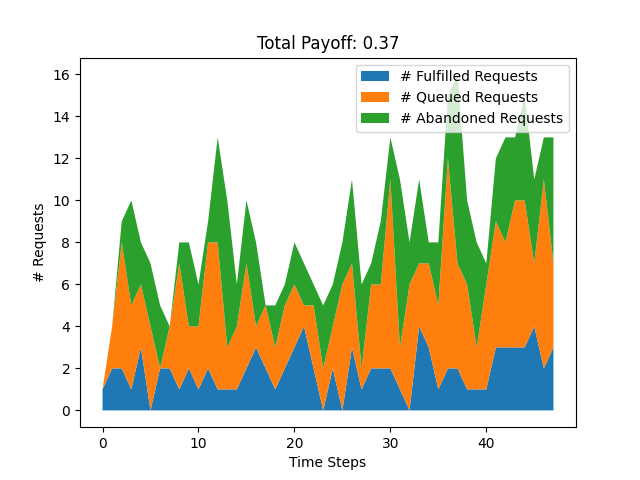 Total Payoff: 0.37
# Fulfilled Requests
# Queued Requests
# Abandoned Requests
# Requests
16
14
12
10
8
6
4
2
0
0 10 20 30 40
Time Steps